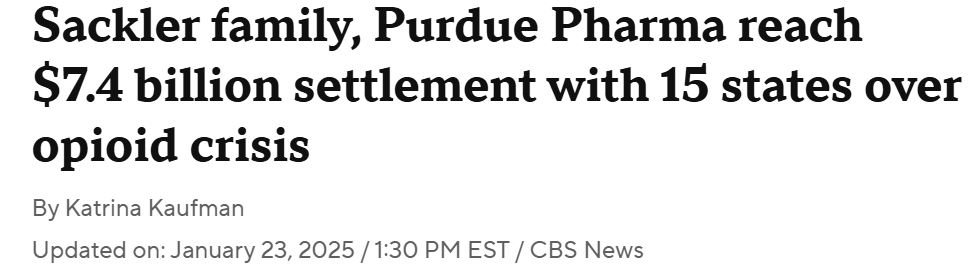 Sackler family, Purdue Pharma reach
$7.4 billion settlement with 15 states over
opioid crisis
By Katrina Kaufman
Updated on: January 23, 2025 / 1:30 PM EST / CBS News